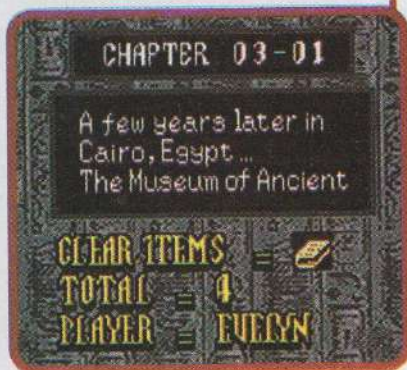 CHAPTER 03-01
A few years later in
Cairo, Egypt...
The Museum of Ancient
CLEAR ITEMS =
TOTAL = 4
PLAYER = EVELYN